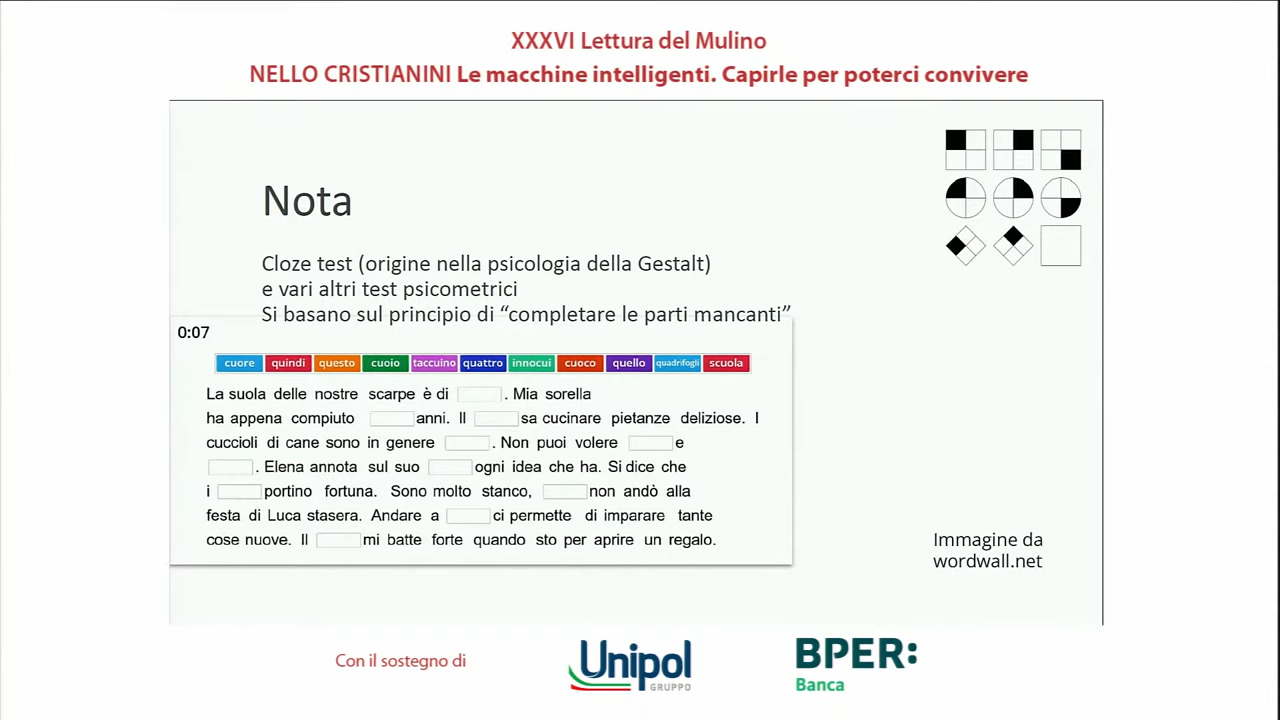 XXXVI Lettura del Mulino
NELLO CRISTIANINI Le macchine intelligenti. Capirle per poterci convivere
Nota
Cloze test (origine nella psicologia della Gestalt)
e vari altri test psicometrici
Si basano sul principio di “completare le parti mancanti”
0:07
cuore quindi questo cuoio taccuino quattro innocui cuoco quello quadrifogli scuola
La suola delle nostre scarpe è di . Mia sorella
ha appena compiuto anni. Il sa cucinare pietanze deliziose. I
cuccioli di cane sono in genere . Non puoi volere e
. Elena annota sul suo ogni idea che ha. Si dice che
i portino fortuna. Sono molto stanco, non andò alla
festa di Luca stasera. Andare a ci permette di imparare tante
cose nuove. Il mi batte forte quando sto per aprire un regalo.
Immagine da
wordwall.net
Con il sostegno di
Unipol
GRUPPO
BPER:
Banca